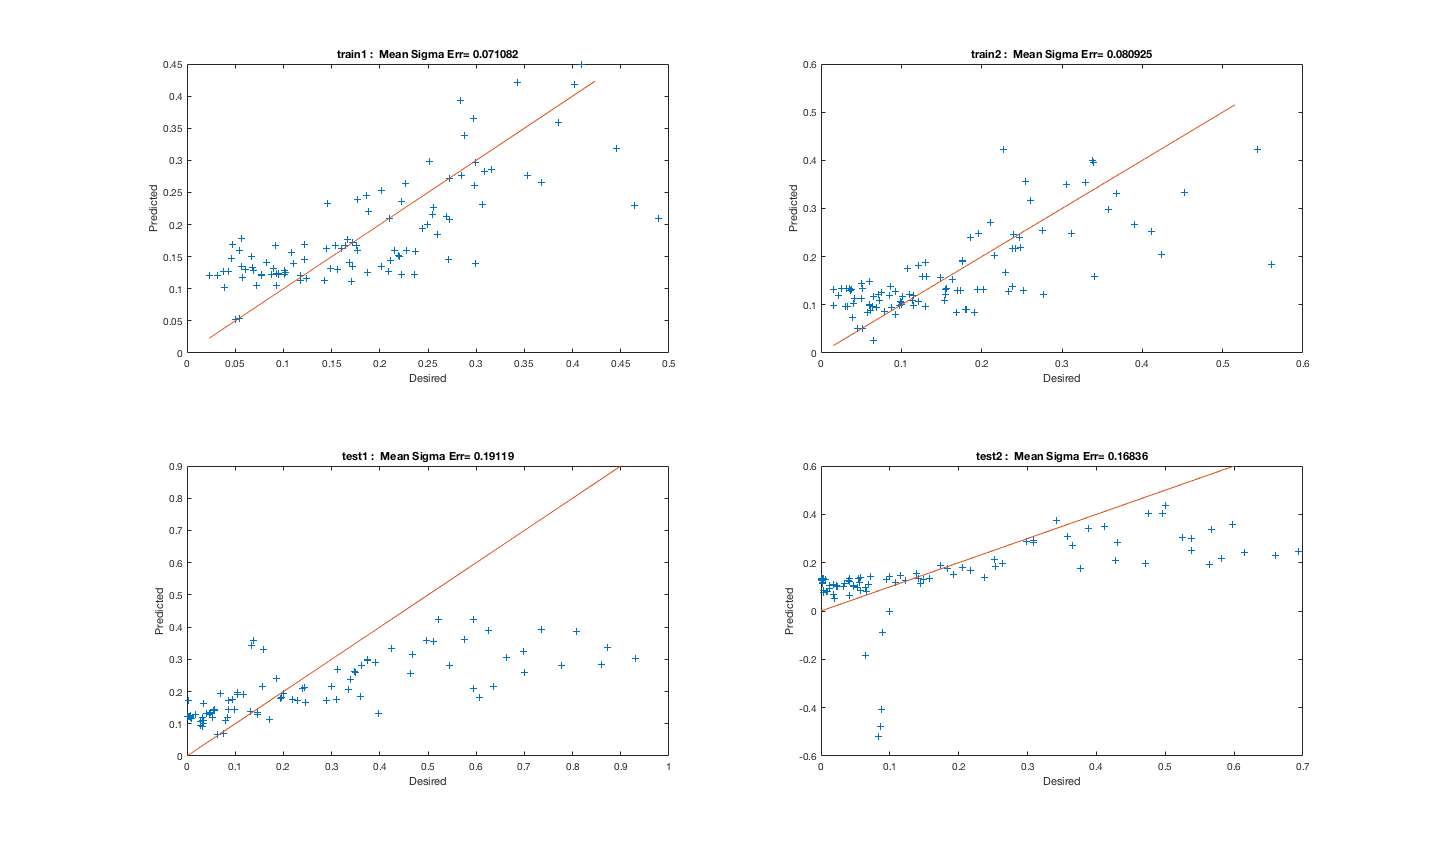 train1 : Mean Sigma Err= 0.071082
0.45
0.4
0.35
0.3
0.25
0.2
0.15
0.1
0.05
0
Predicted
0 0.05 0.1 0.15 0.2 0.25 0.3 0.35 0.4 0.45 0.5
Desired
train2 : Mean Sigma Err= 0.080925
0.6
0.5
0.4
0.3
0.2
0.1
0
Predicted
0 0.1 0.2 0.3 0.4 0.5 0.6
Desired
test1 : Mean Sigma Err= 0.19119
0.9
0.8
0.7
0.6
0.5
0.4
0.3
0.2
0.1
0
Predicted
0 0.1 0.2 0.3 0.4 0.5 0.6 0.7 0.8 0.9 1
Desired
test2 : Mean Sigma Err= 0.16836
0.6
0.4
0.2
0
-0.2
-0.4
-0.6
Predicted
0 0.1 0.2 0.3 0.4 0.5 0.6 0.7
Desired